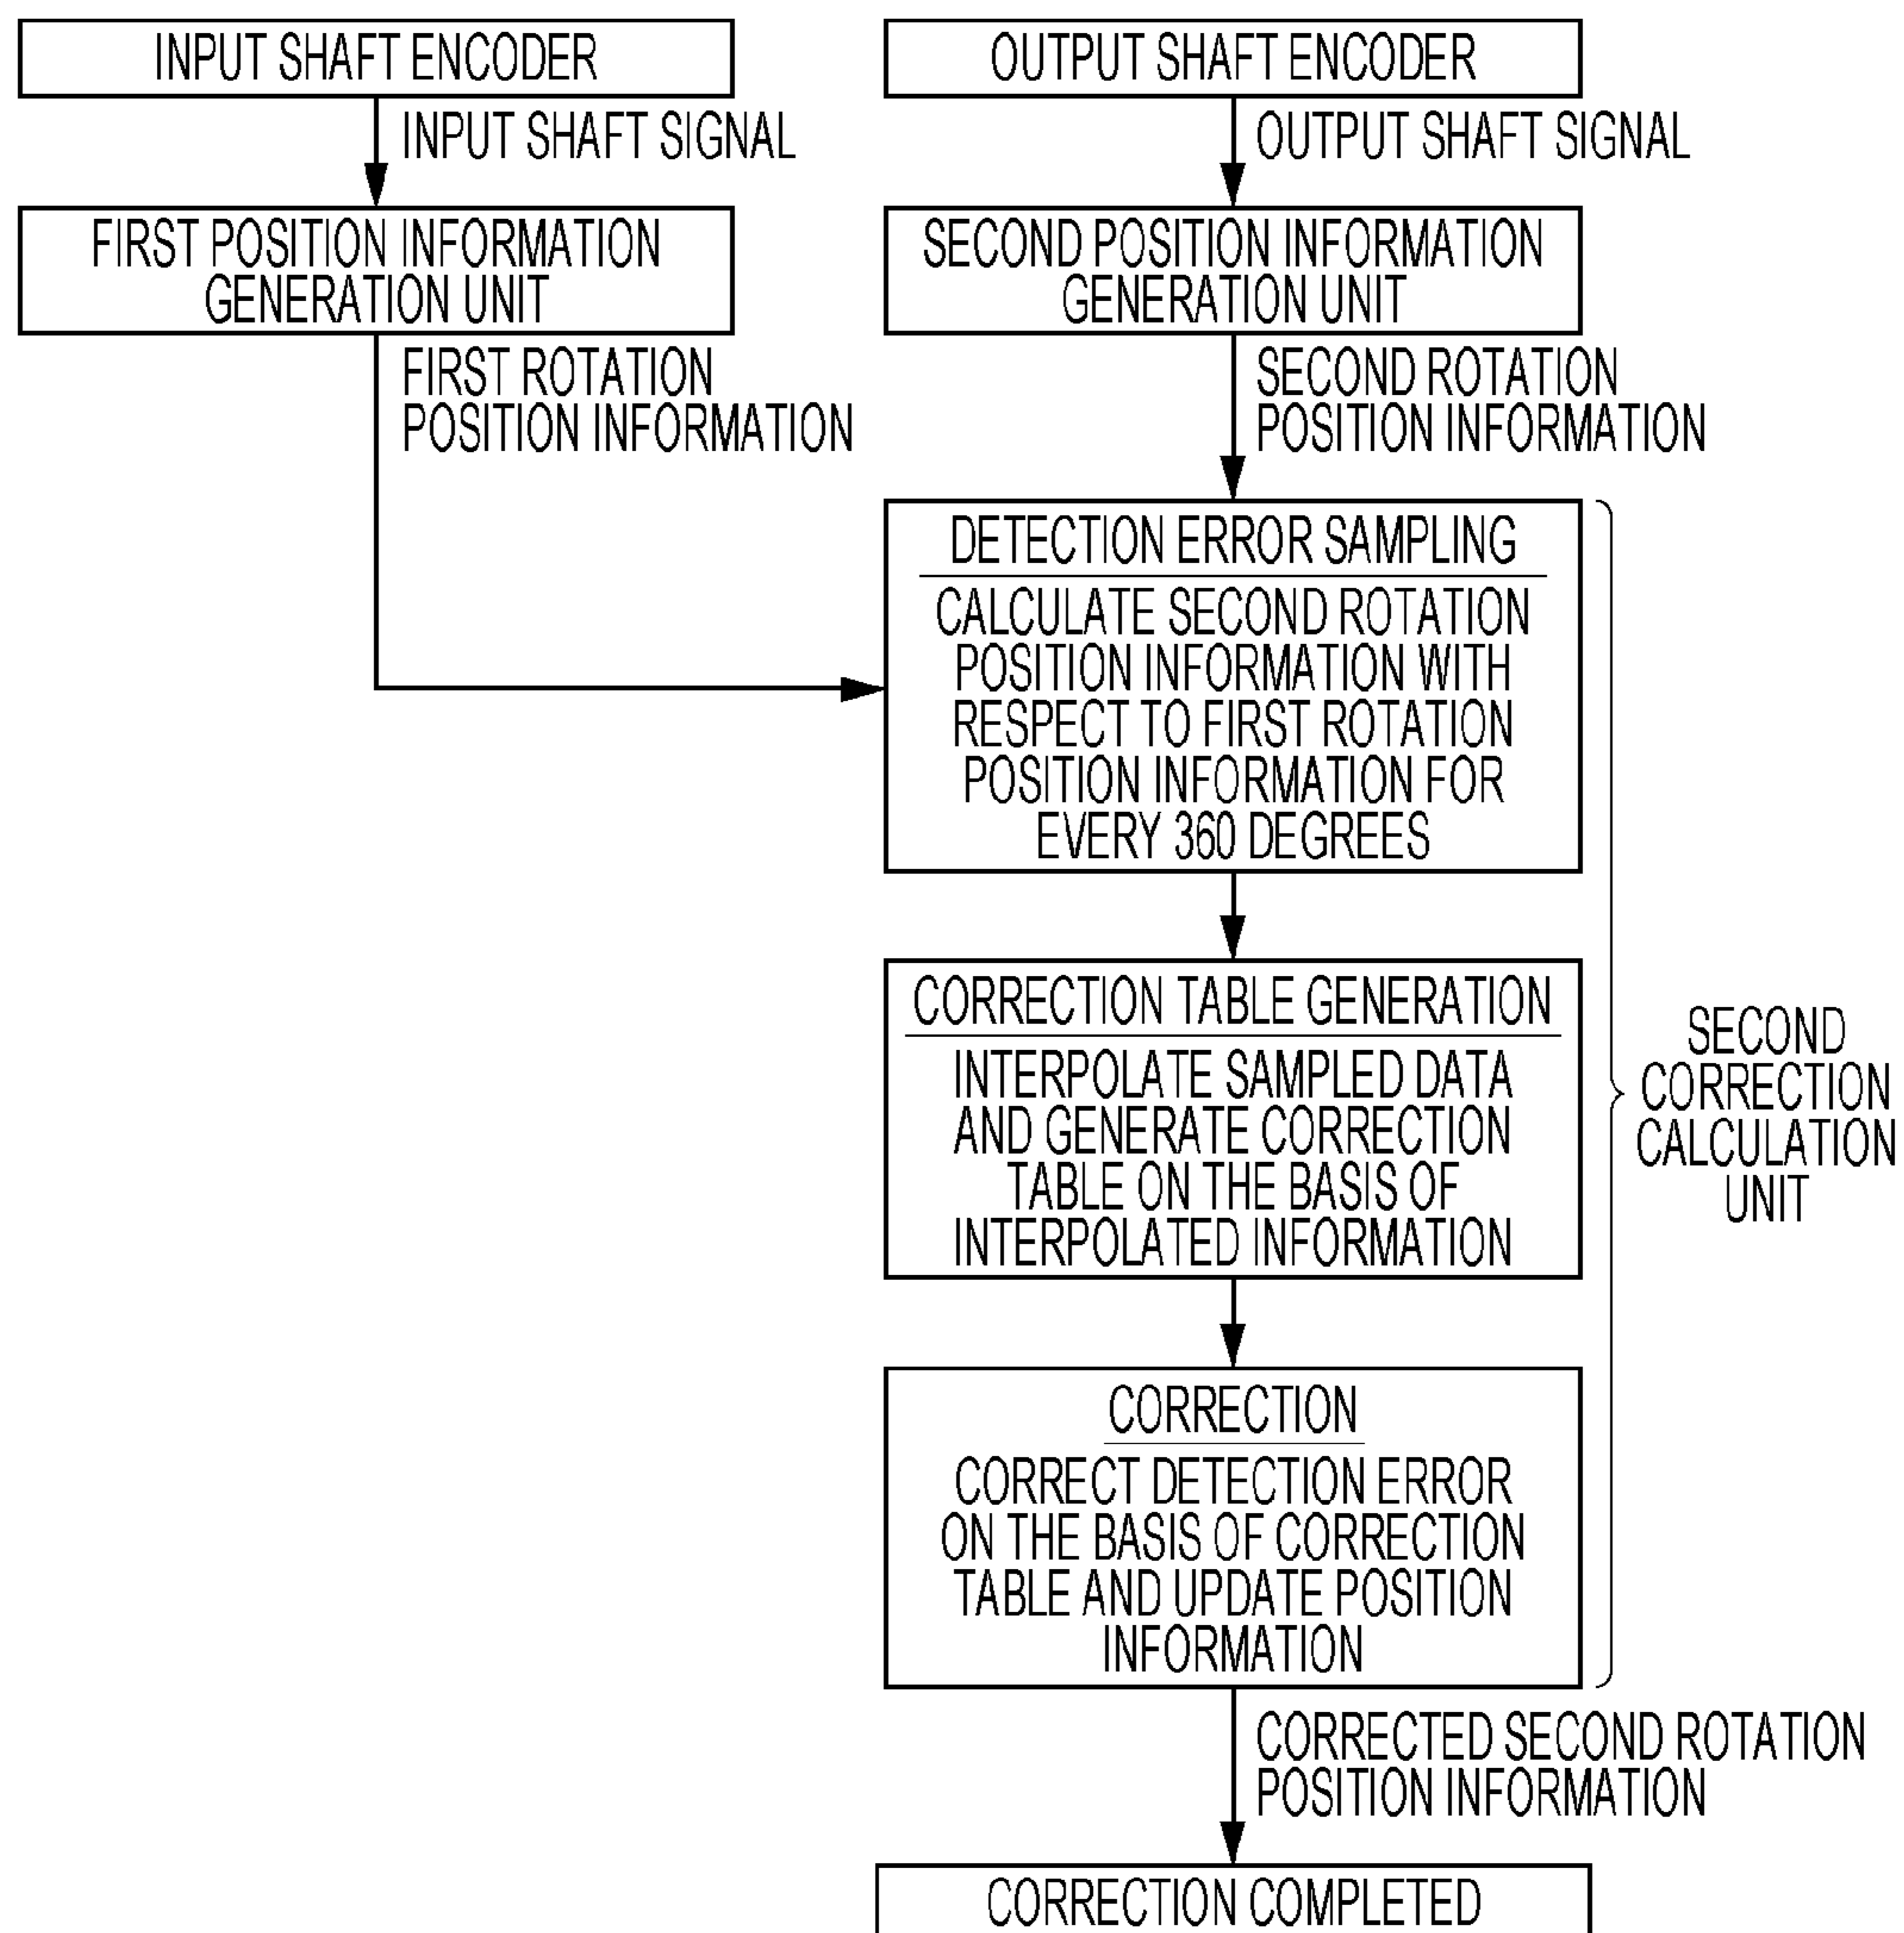 INPUT SHAFT ENCODER
OUTPUT SHAFT ENCODER
INPUT SHAFT SIGNAL
OUTPUT SHAFT SIGNAL
FIRST POSITION INFORMATION
GENERATION UNIT
SECOND POSITION INFORMATION
GENERATION UNIT
FIRST ROTATION
POSITION INFORMATION
SECOND ROTATION
POSITION INFORMATION
DETECTION ERROR SAMPLING
CALCULATE SECOND ROTATION
POSITION INFORMATION WITH
RESPECT TO FIRST ROTATION
POSITION INFORMATION FOR
EVERY 360 DEGREES
CORRECTION TABLE GENERATION
INTERPOLATE SAMPLED DATA
AND GENERATE CORRECTION
TABLE ON THE BASIS OF
INTERPOLATED INFORMATION
SECOND
CORRECTION
CALCULATION
UNIT
CORRECTION
CORRECT DETECTION ERROR
ON THE BASIS OF CORRECTION
TABLE AND UPDATE POSITION
INFORMATION
CORRECTED SECOND ROTATION
POSITION INFORMATION
CORRECTION COMPLETED